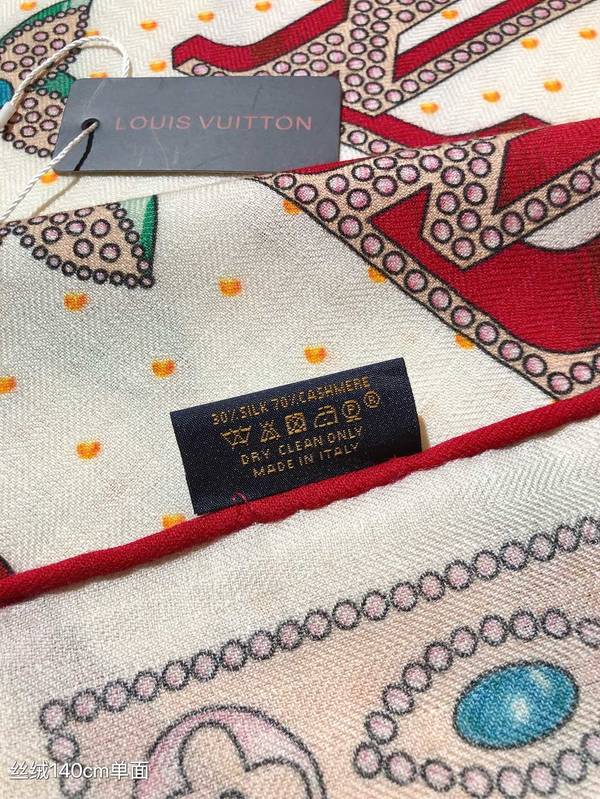 LOUIS VUITTON
30% SILK 70% CASHMERE
®
DRY CLEAN ONLY
MADE IN ITALY
丝绒140cm单面